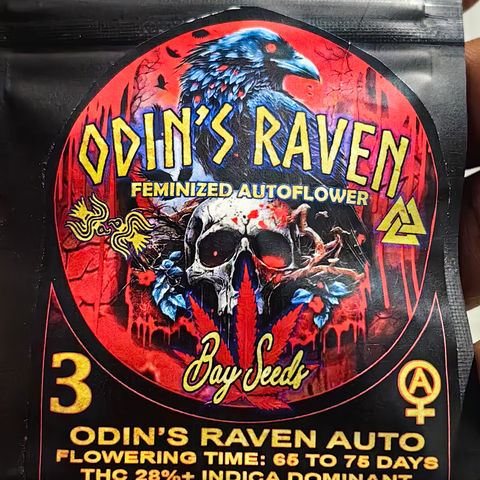 ODIN'S RAVEN
FEMINIZED AUTOFLOWER
Bay Seeds
3
A
ODIN'S RAVEN AUTO
FLOWERING TIME: 65 TO 75 DAYS
THC 28%+ INDICA DOMINANT